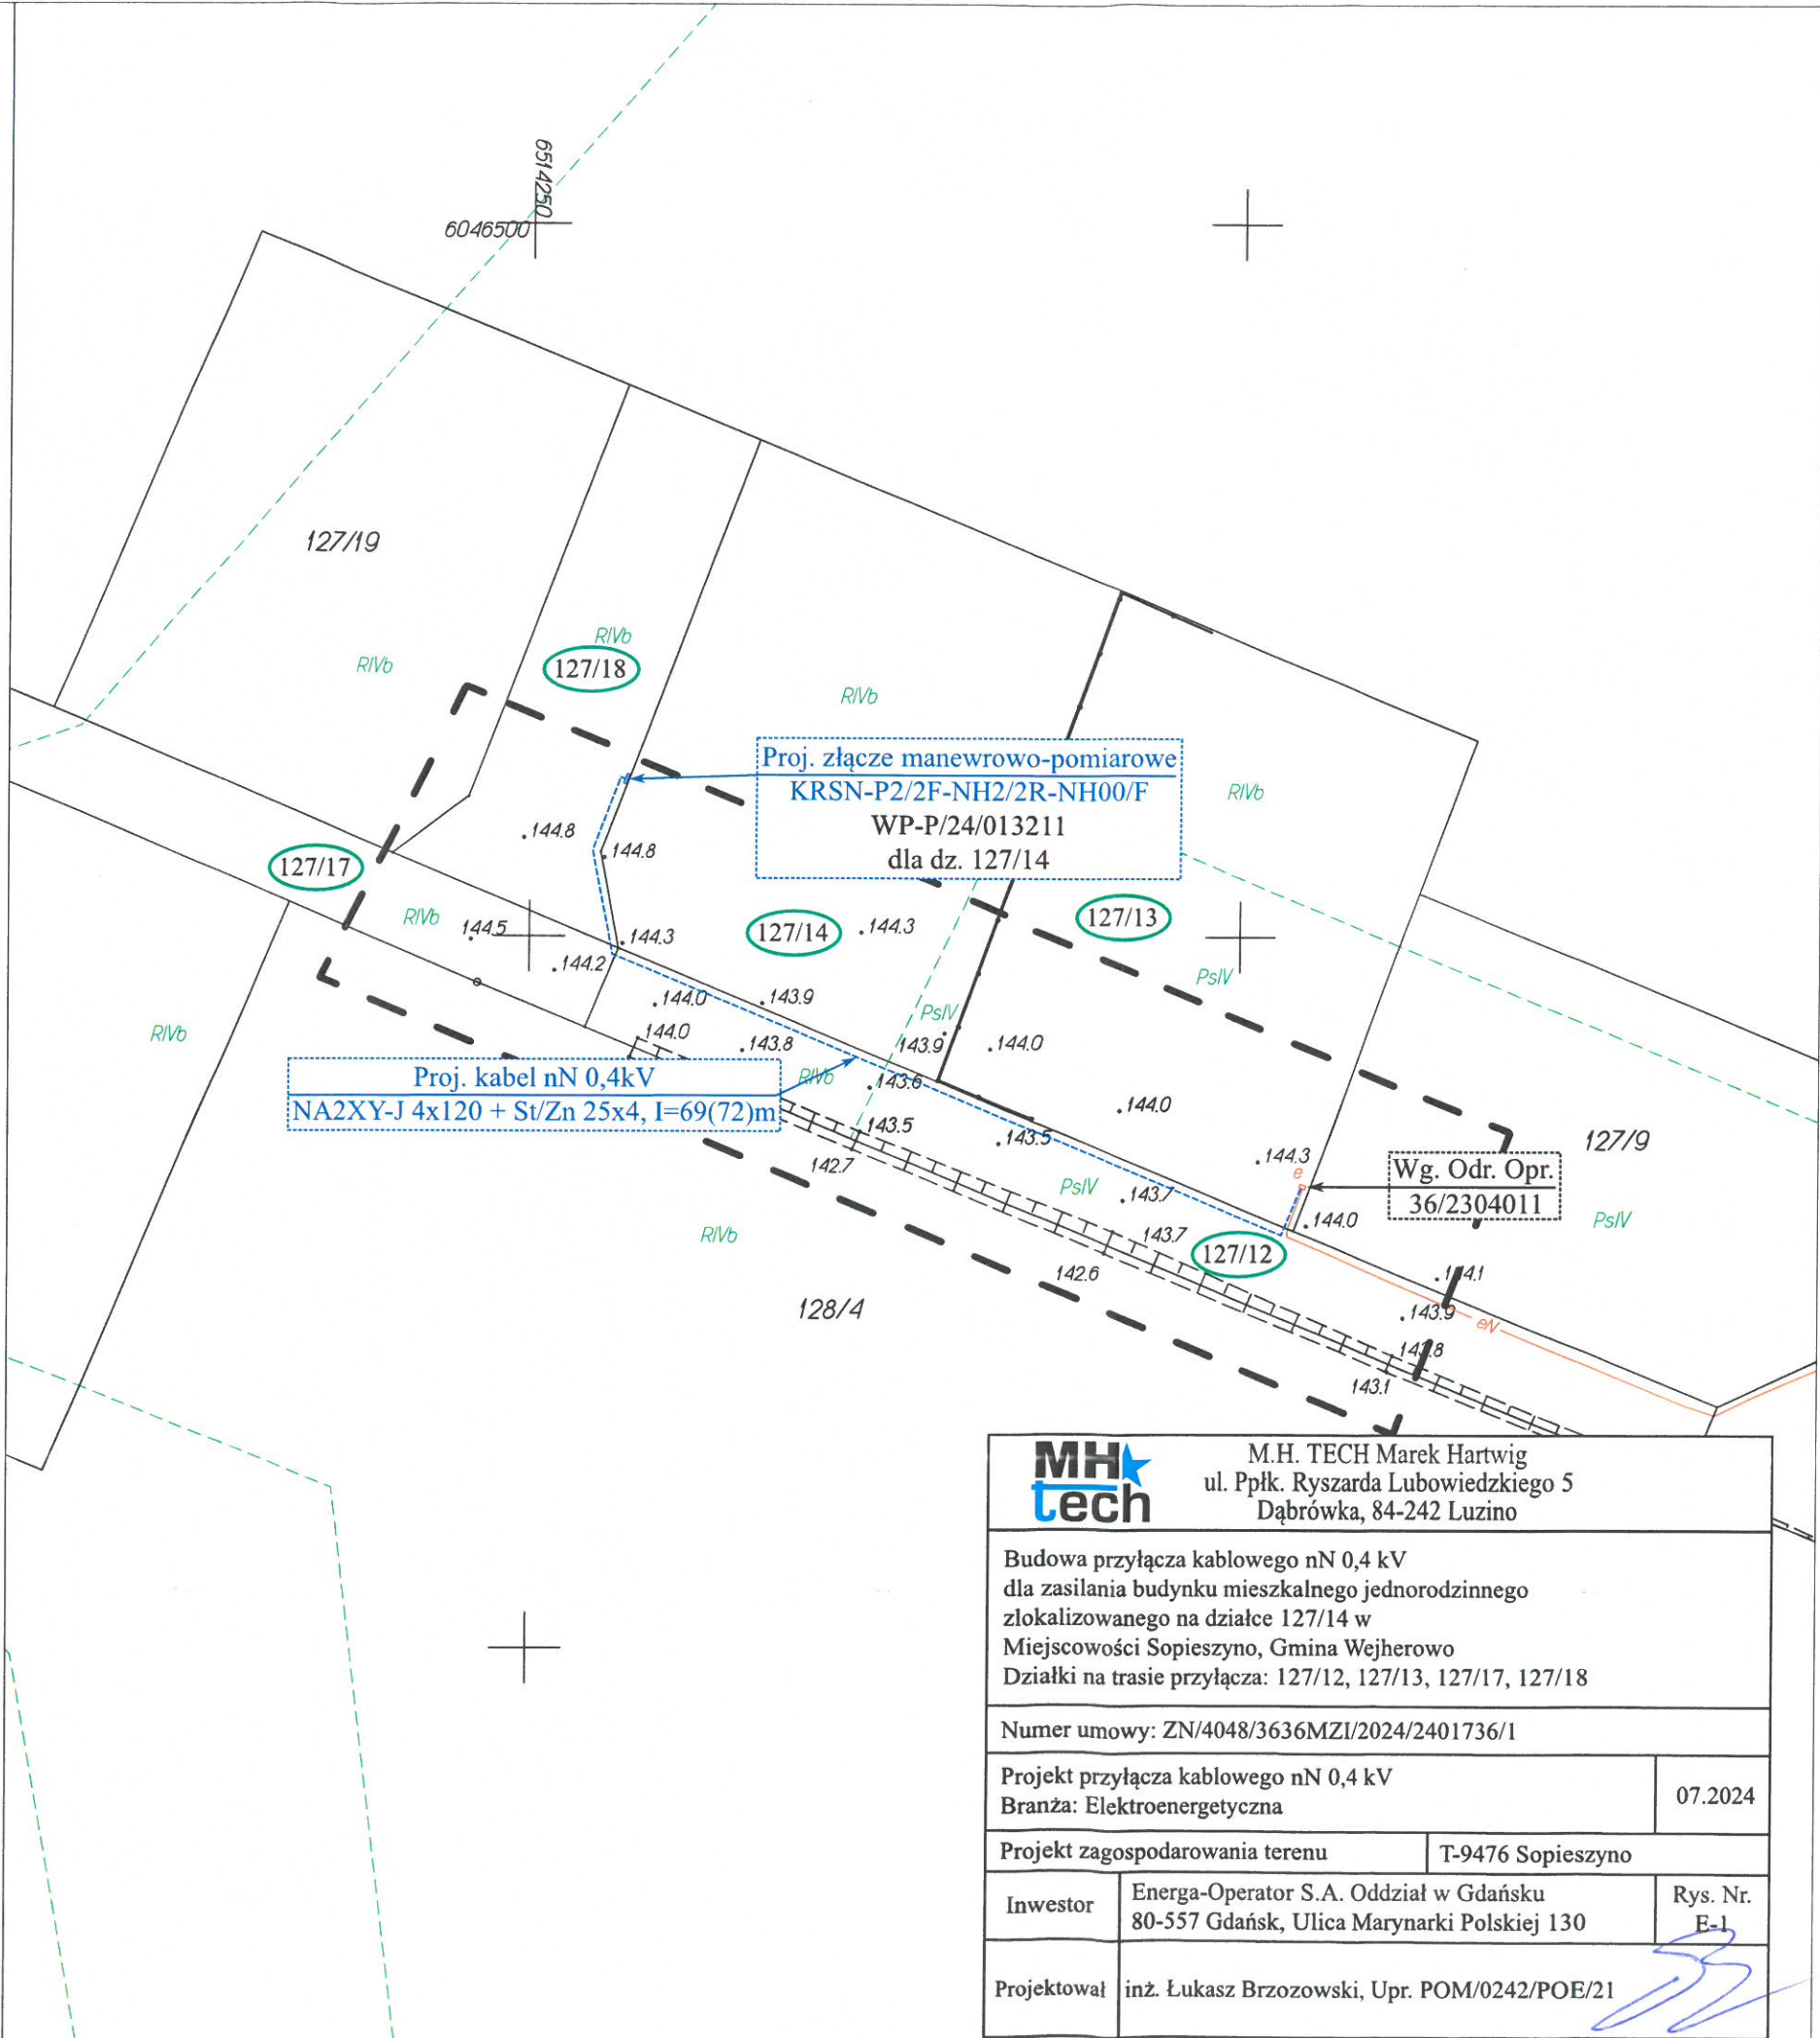 6514250
6046500
127/19
RIVb
127/18
RIVb
RIVb
Proj. złącze manewrowo-pomiarowe
KRSN-P2/2F-NH2/2R-NH00/F
WP-P/24/013211
dla dz. 127/14
RIVb
.144.8
.144.8
127/17
RIVb
144.5
.144.3
.144.2
127/14
.144.3
127/13
PsIV
RIVb
.144.0
.143.9
PsIV
144.0
.143.8
143.9
.144.0
Proj. kabel nN 0,4kV
NA2XY-J 4x120 + St/Zn 25x4, I=69(72)m
RIVb
.143.6
.144.0
143.5
.143.5
142.7
127/9
.144.3
e
Wg. Odr. Opr.
36/2304011
PsIV
.143.7
.144.0
PsIV
RIVb
143.7
127/12
142.6
.144.1
128/4
.143.9
eN
143.8
143.1
MH
tech
M.H. TECH Marek Hartwig
ul. Ppłk. Ryszarda Lubowiedzkiego 5
Dąbrówka, 84-242 Luzino
Budowa przyłącza kablowego nN 0,4 kV
dla zasilania budynku mieszkalnego jednorodzinnego
zlokalizowanego na działce 127/14 w
Miejscowości Sopieszyno, Gmina Wejherowo
Działki na trasie przyłącza: 127/12, 127/13, 127/17, 127/18
Numer umowy: ZN/4048/3636MZI/2024/2401736/1
Projekt przyłącza kablowego nN 0,4 kV
Branża: Elektroenergetyczna
07.2024
Projekt zagospodarowania terenu
T-9476 Sopieszyno
Inwestor
Energa-Operator S.A. Oddział w Gdańsku
80-557 Gdańsk, Ulica Marynarki Polskiej 130
Rys. Nr.
E-1
Projektował
inż. Łukasz Brzozowski, Upr. POM/0242/POE/21